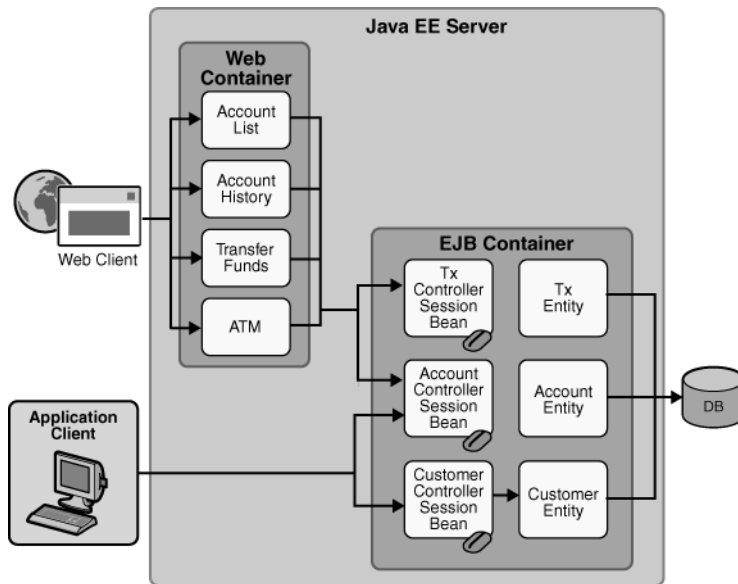 Java EE Server
Web
Container
Account
List
Account
History
Transfer
Funds
ATM
Web Client
EJB Container
Tx
Controller
Session
Bean
Tx
Entity
Account
Controller
Session
Bean
Account
Entity
Customer
Controller
Session
Bean
Customer
Entity
DB
Application
Client